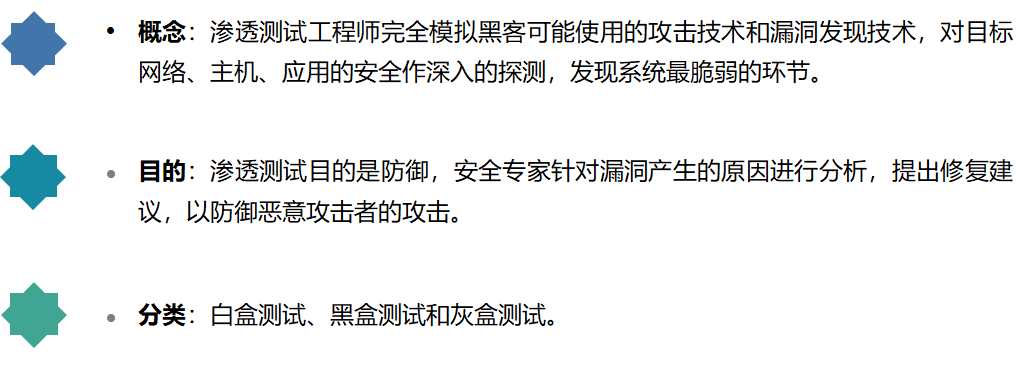 • 概念：渗透测试工程师完全模拟黑客可能使用的攻击技术和漏洞发现技术，对目标
网络、主机、应用的安全作深入的探测，发现系统最脆弱的环节。
• 目的：渗透测试目的是防御，安全专家针对漏洞产生的原因进行分析，提出修复建
议，以防御恶意攻击者的攻击。
• 分类：白盒测试、黑盒测试和灰盒测试。